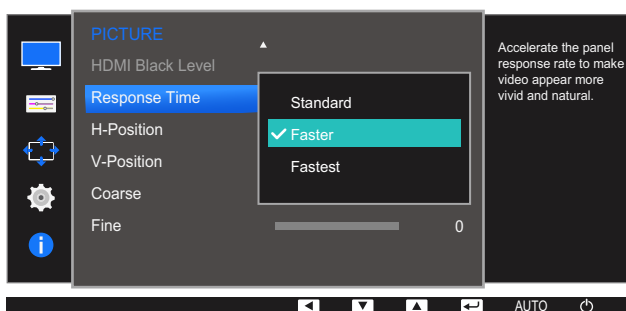 PICTURE
HDMI Black Level
Response Time
H-Position
V-Position
Coarse
Fine
Standard
Faster
Fastest
0
Accelerate the panel
response rate to make
video appear more
vivid and natural.
AUTO